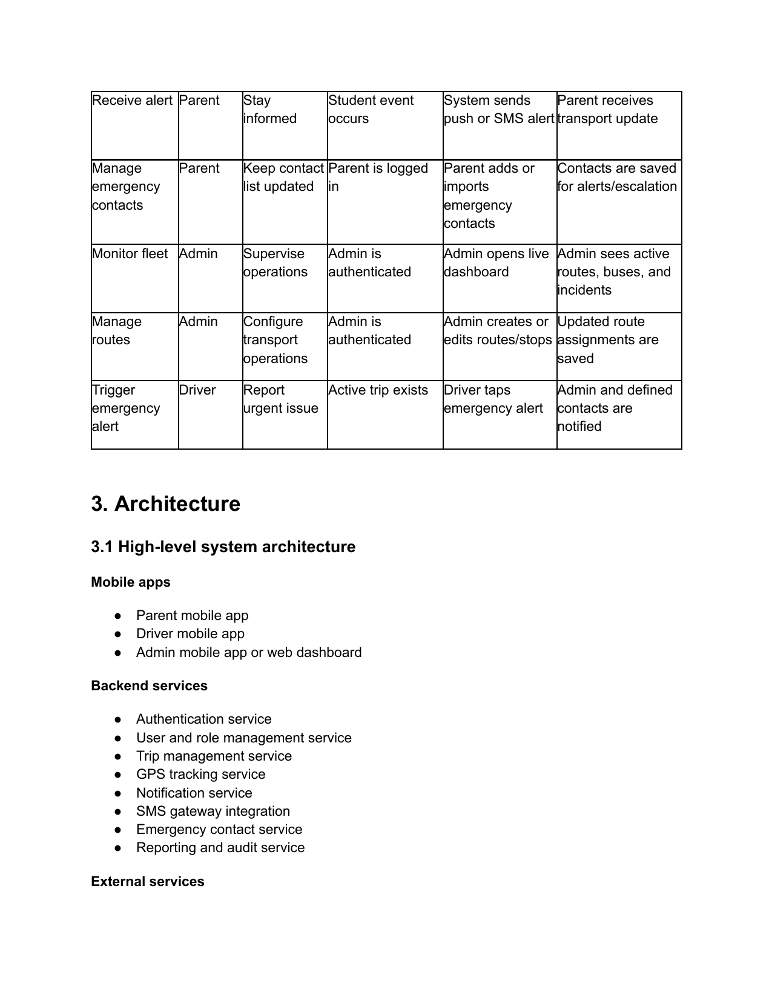 Receive alert Parent Stay informed Student event occurs System sends push or SMS alert Parent receives transport update
Manage emergency contacts Parent Keep contact list updated Parent is logged in Parent adds or imports emergency contacts Contacts are saved for alerts/escalation
Monitor fleet Admin Supervise operations Admin is authenticated Admin opens live dashboard Admin sees active routes, buses, and incidents
Manage routes Admin Configure transport operations Admin is authenticated Admin creates or edits routes/stops Updated route assignments are saved
Trigger emergency alert Driver Report urgent issue Active trip exists Driver taps emergency alert Admin and defined contacts are notified
3. Architecture
3.1 High-level system architecture
Mobile apps
● Parent mobile app
● Driver mobile app
● Admin mobile app or web dashboard
Backend services
● Authentication service
● User and role management service
● Trip management service
● GPS tracking service
● Notification service
● SMS gateway integration
● Emergency contact service
● Reporting and audit service
External services